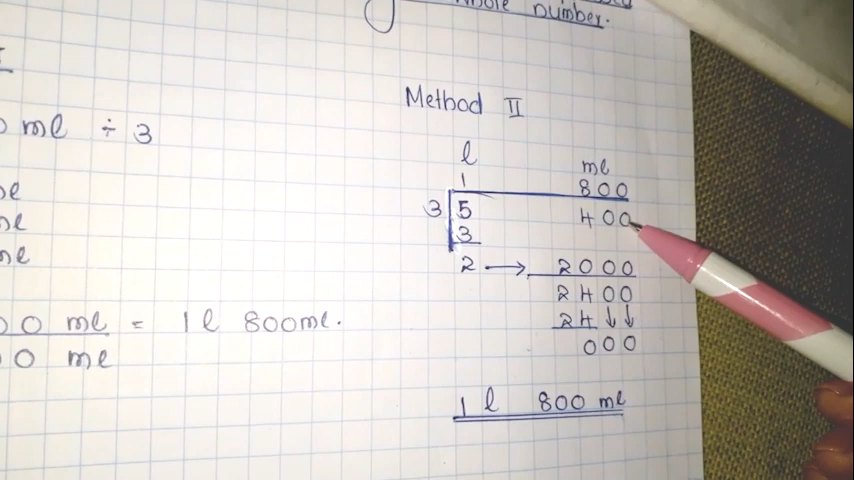 whole number.
Method II
ml ÷ 3
l ml
1 800
3 5 400
3
2 → 2000
2400
24↓↓
000
0 ml = 1 l 800ml.
0 ml
1 l 800 ml